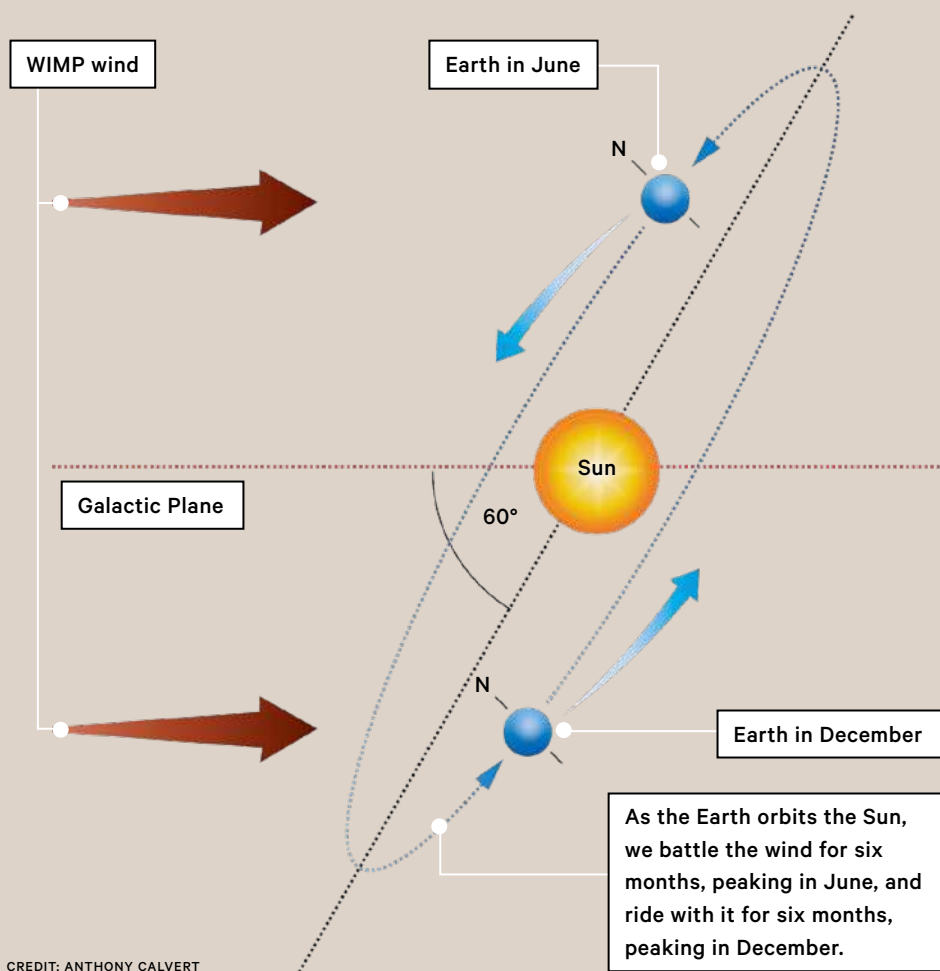 WIMP wind
Earth in June
N
Sun
Galactic Plane
60°
N
Earth in December
As the Earth orbits the Sun,
we battle the wind for six
months, peaking in June, and
ride with it for six months,
peaking in December.
CREDIT: ANTHONY CALVERT